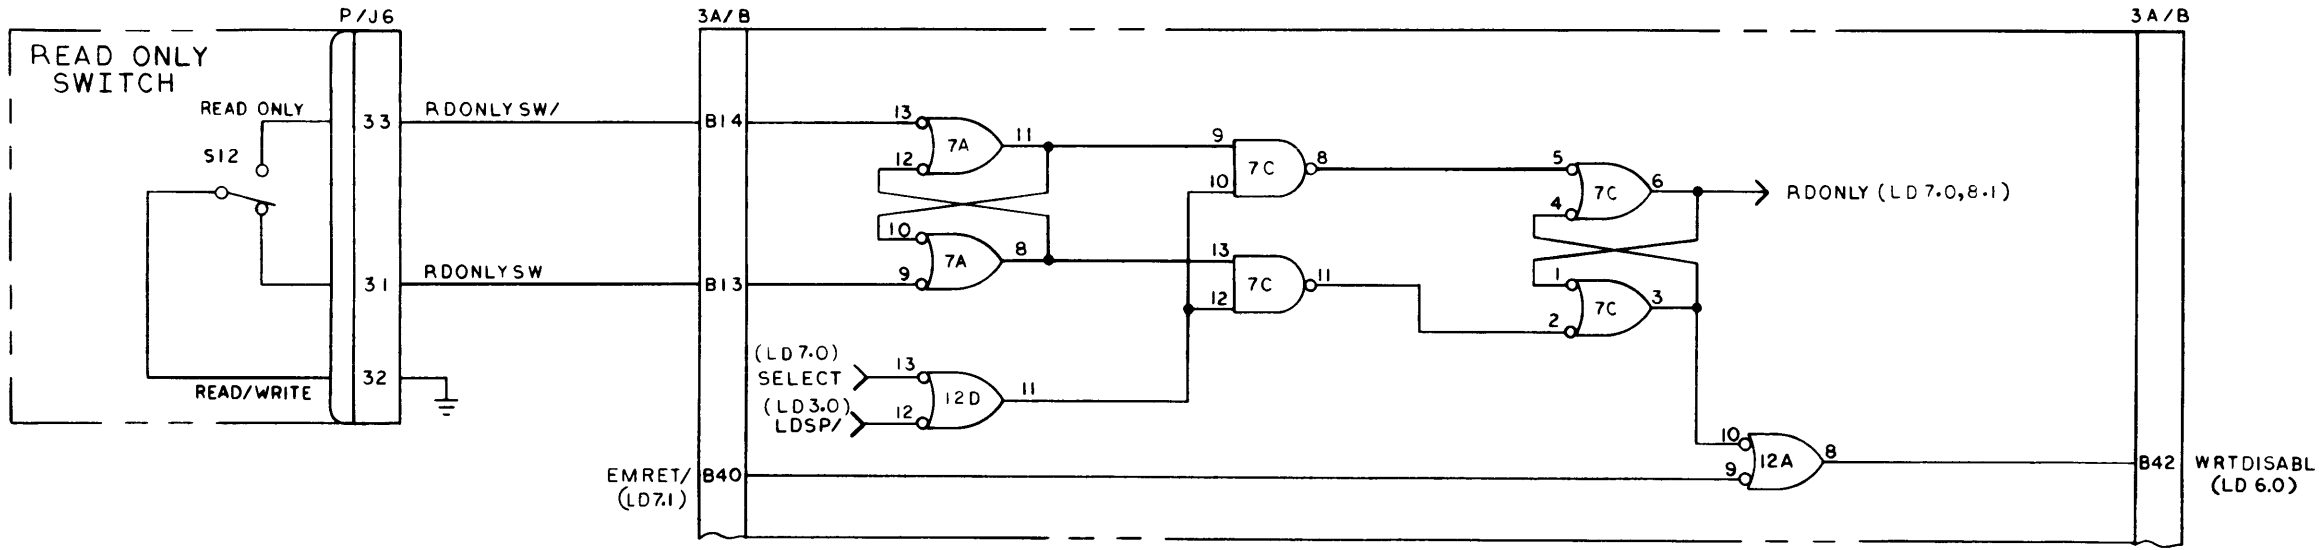 P/J6
3A/B
3A/B
READ ONLY
SWITCH
READ ONLY
33
RDONLYSW/
B14
S12
13
7A
11
12
9
7C
8
10
5
7C
6
4
RDONLY (LD7.0,8.1)
31
RDONLYSW
B13
10
7A
8
9
13
7C
11
12
1
7C
3
2
32
READ/WRITE
(LD7.0)
SELECT
13
(LD3.0)
LDSP/
12
12D
11
EMRET/
(LD7.1)
B40
10
9
12A
8
B42
WRTDISABL
(LD 6.0)